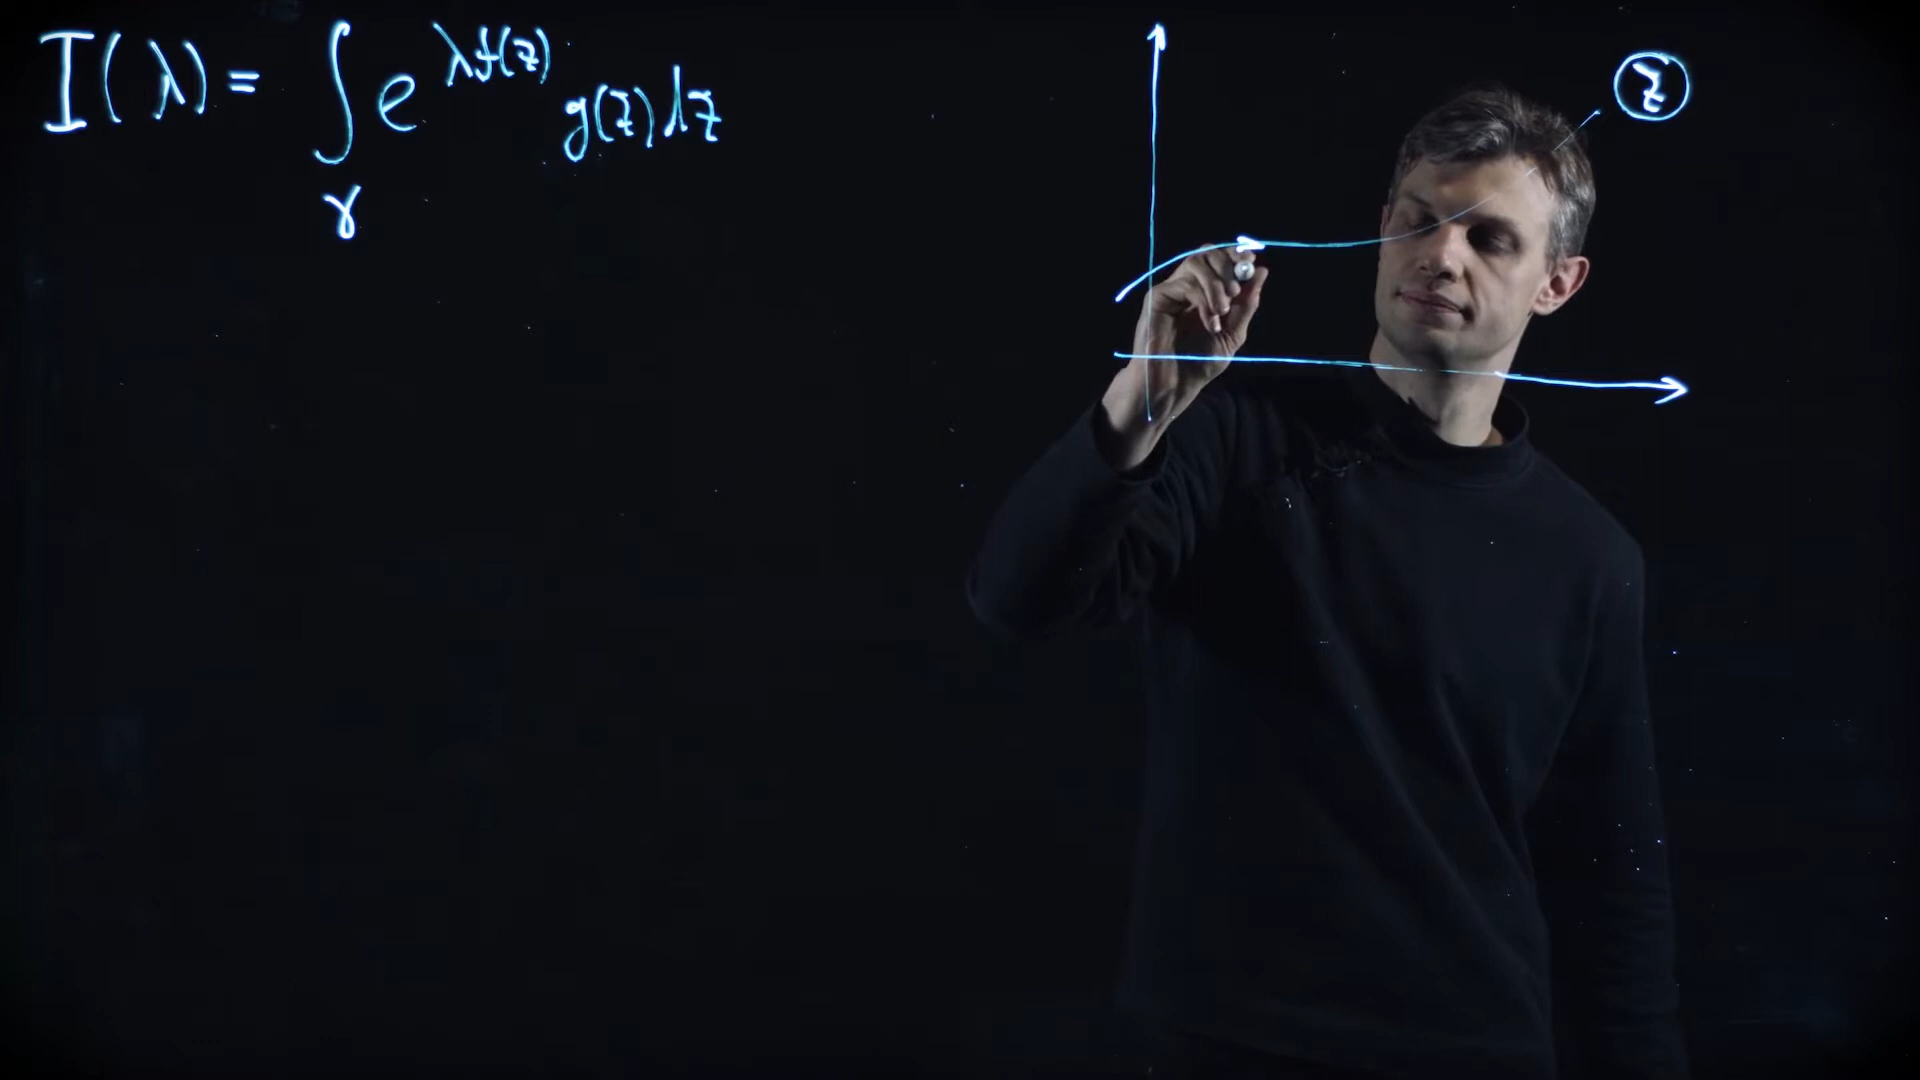 I(λ) = ∫_γ e^{λf(z)} g(z) dz
z